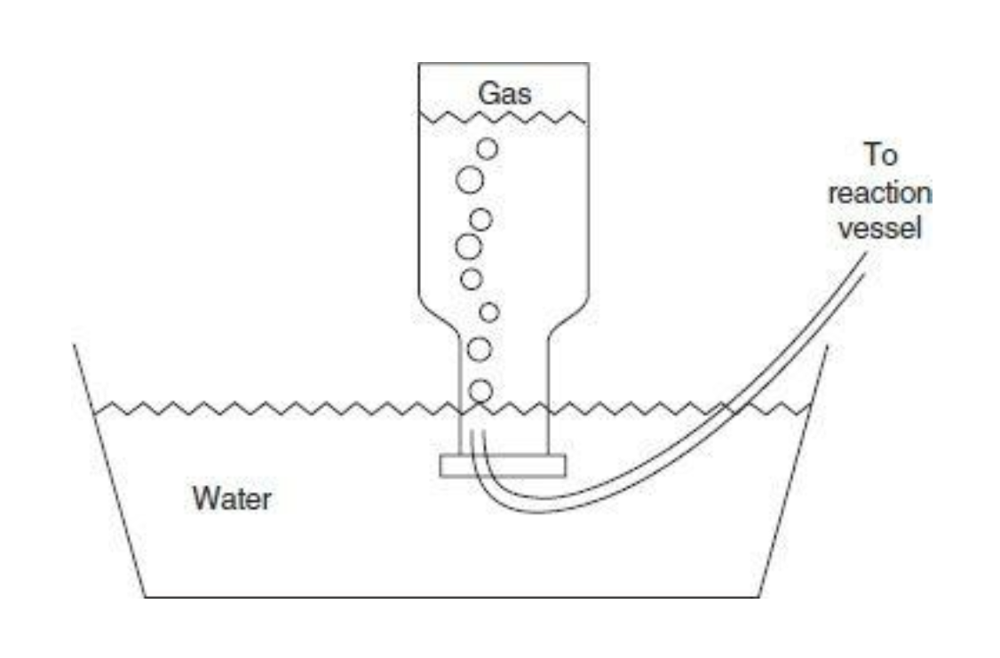 Gas
To
reaction
vessel
Water